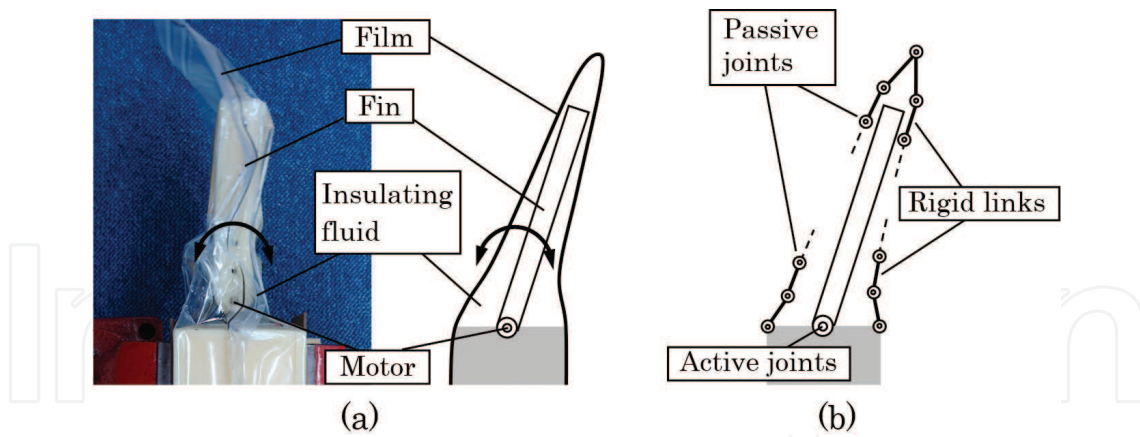 Film
Fin
Insulating
fluid
Motor
(a)
Passive
joints
Rigid links
Active joints
(b)